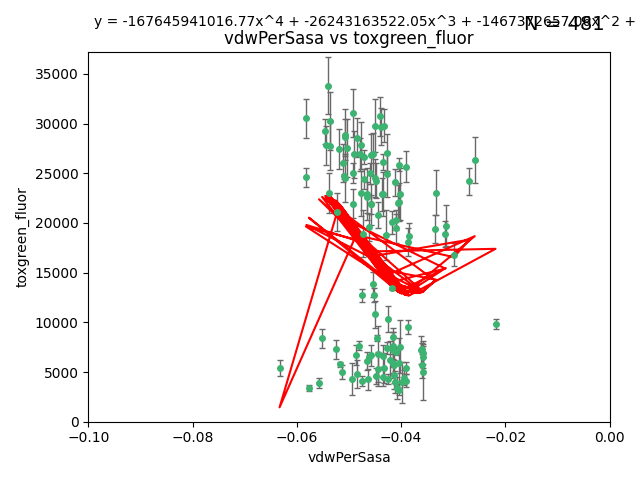 y = -167645941016.77x^4 + -26243163522.05x^3 + 
N = 481
vdwPerSasa vs toxgreen_fluor
toxgreen_fluor
35000
30000
25000
20000
15000
10000
5000
0
−0.10 −0.08 −0.06 −0.04 −0.02 0.00
vdwPerSasa